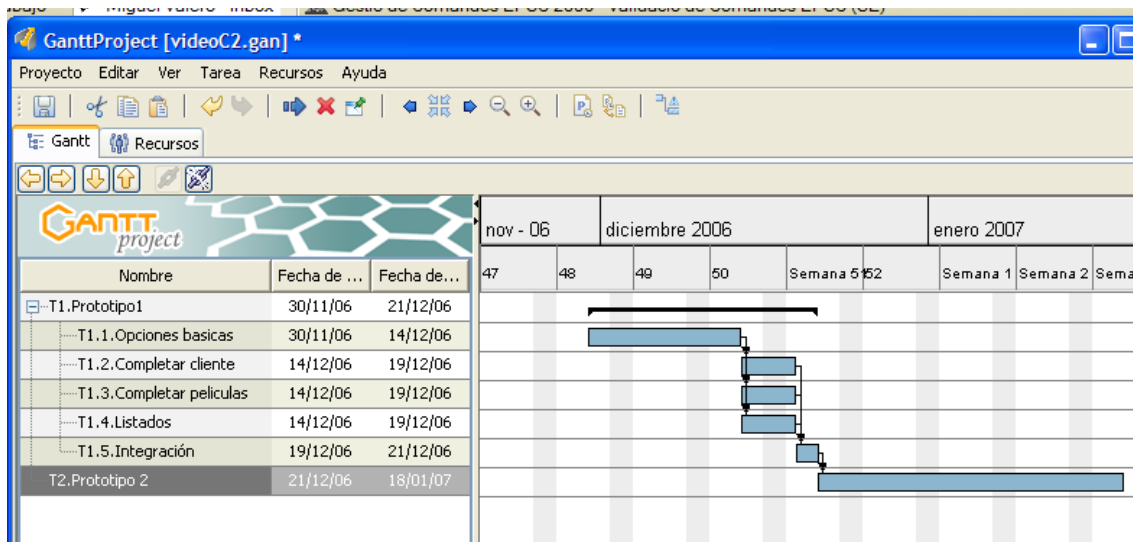 GanttProject [videoC2.gan] *
Proyecto Editar Ver Tarea Recursos Ayuda
Gantt Recursos
GANTT project
nov - 06 diciembre 2006 enero 2007
Nombre Fecha de ... Fecha de... 47 48 49 50 Semana 51 52 Semana 1 Semana 2 Sema
T1.Prototipo1 30/11/06 21/12/06
T1.1.Opciones basicas 30/11/06 14/12/06
T1.2.Completar cliente 14/12/06 19/12/06
T1.3.Completar peliculas 14/12/06 19/12/06
T1.4.Listados 14/12/06 19/12/06
T1.5.Integración 19/12/06 21/12/06
T2.Prototipo 2 21/12/06 18/01/07